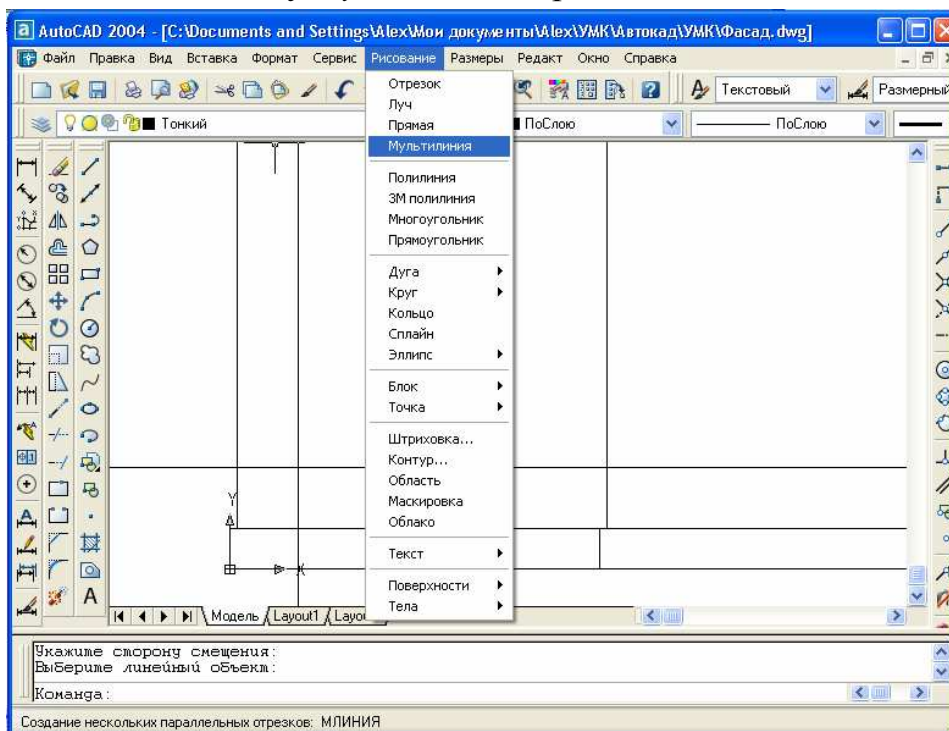 AutoCAD 2004 - [C:\Documents and Settings\Alex\Мои документы\Alex\УМК\Автокад\УМК\Фасад.dwg]
Файл Правка Вид Вставка Формат Сервис Рисование Размеры Редакт Окно Справка
Текстовый Размерный
Тонкий ПоСлою ПоСлою
Отрезок
Луч
Прямая
Мультилиния
Полилиния
3М полилиния
Многоугольник
Прямоугольник
Дуга
Круг
Кольцо
Сплайн
Эллипс
Блок
Точка
Штриховка...
Контур...
Область
Маскировка
Облако
Текст
Поверхности
Тела
Y
X
A
Модель Layout1
Укажите сторону смещения:
Выберите линейный объект:
Команда:
Создание нескольких параллельных отрезков: МЛИНИЯ